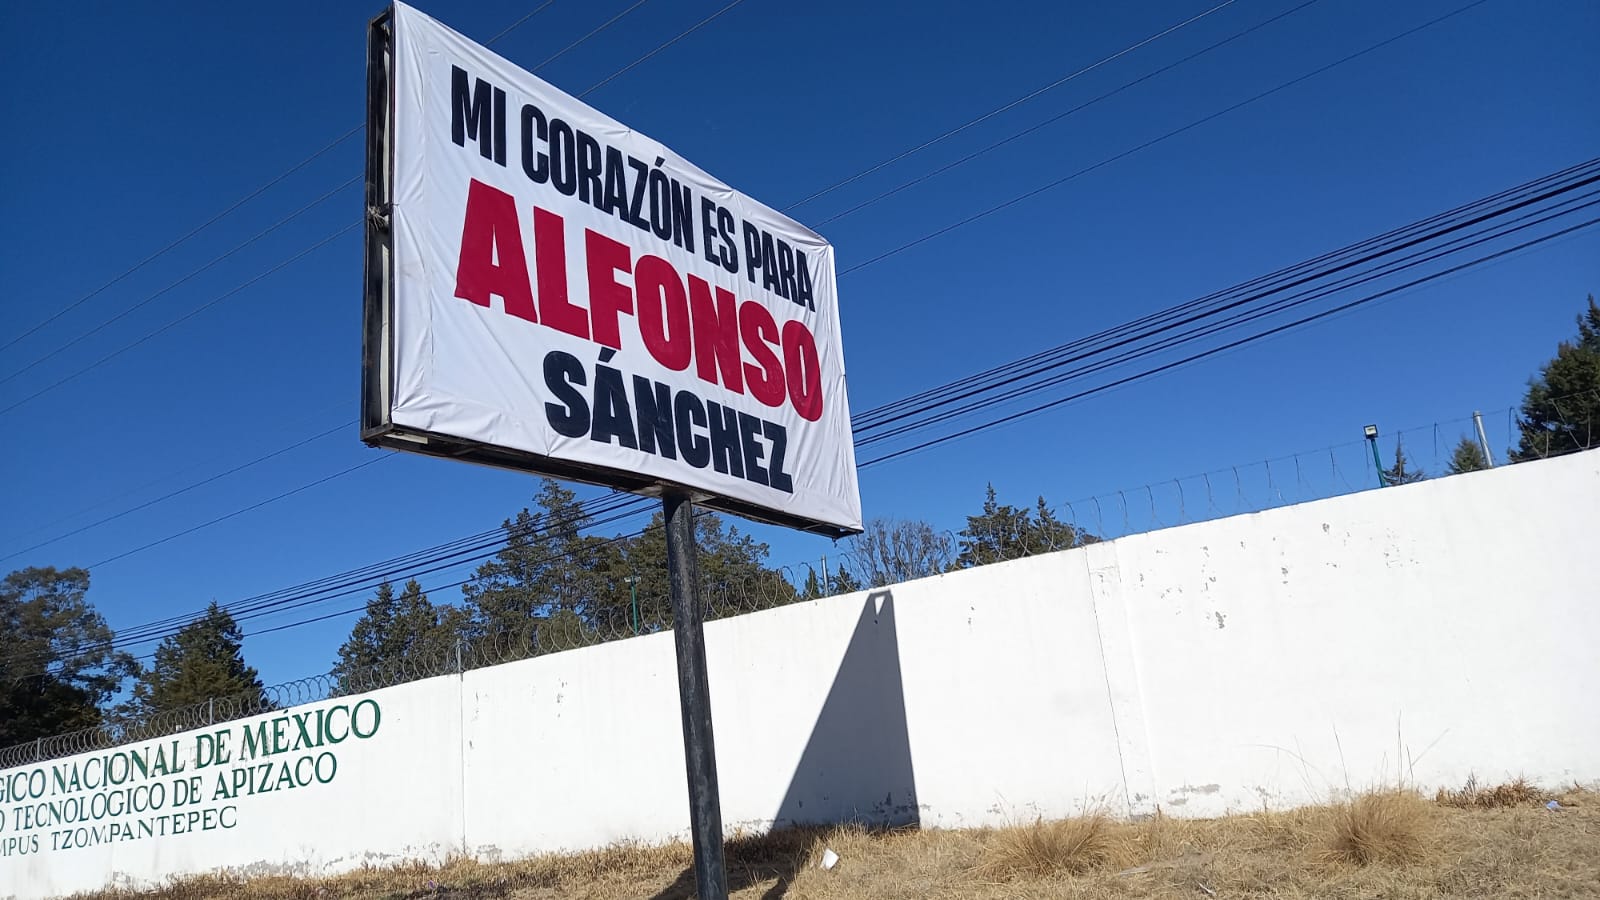 MI CORAZÓN ES PARA
ALFONSO
SÁNCHEZ
GICO NACIONAL DE MÉXICO
O TECNOLÓGICO DE APIZACO
MPUS TZOMPANTEPEC